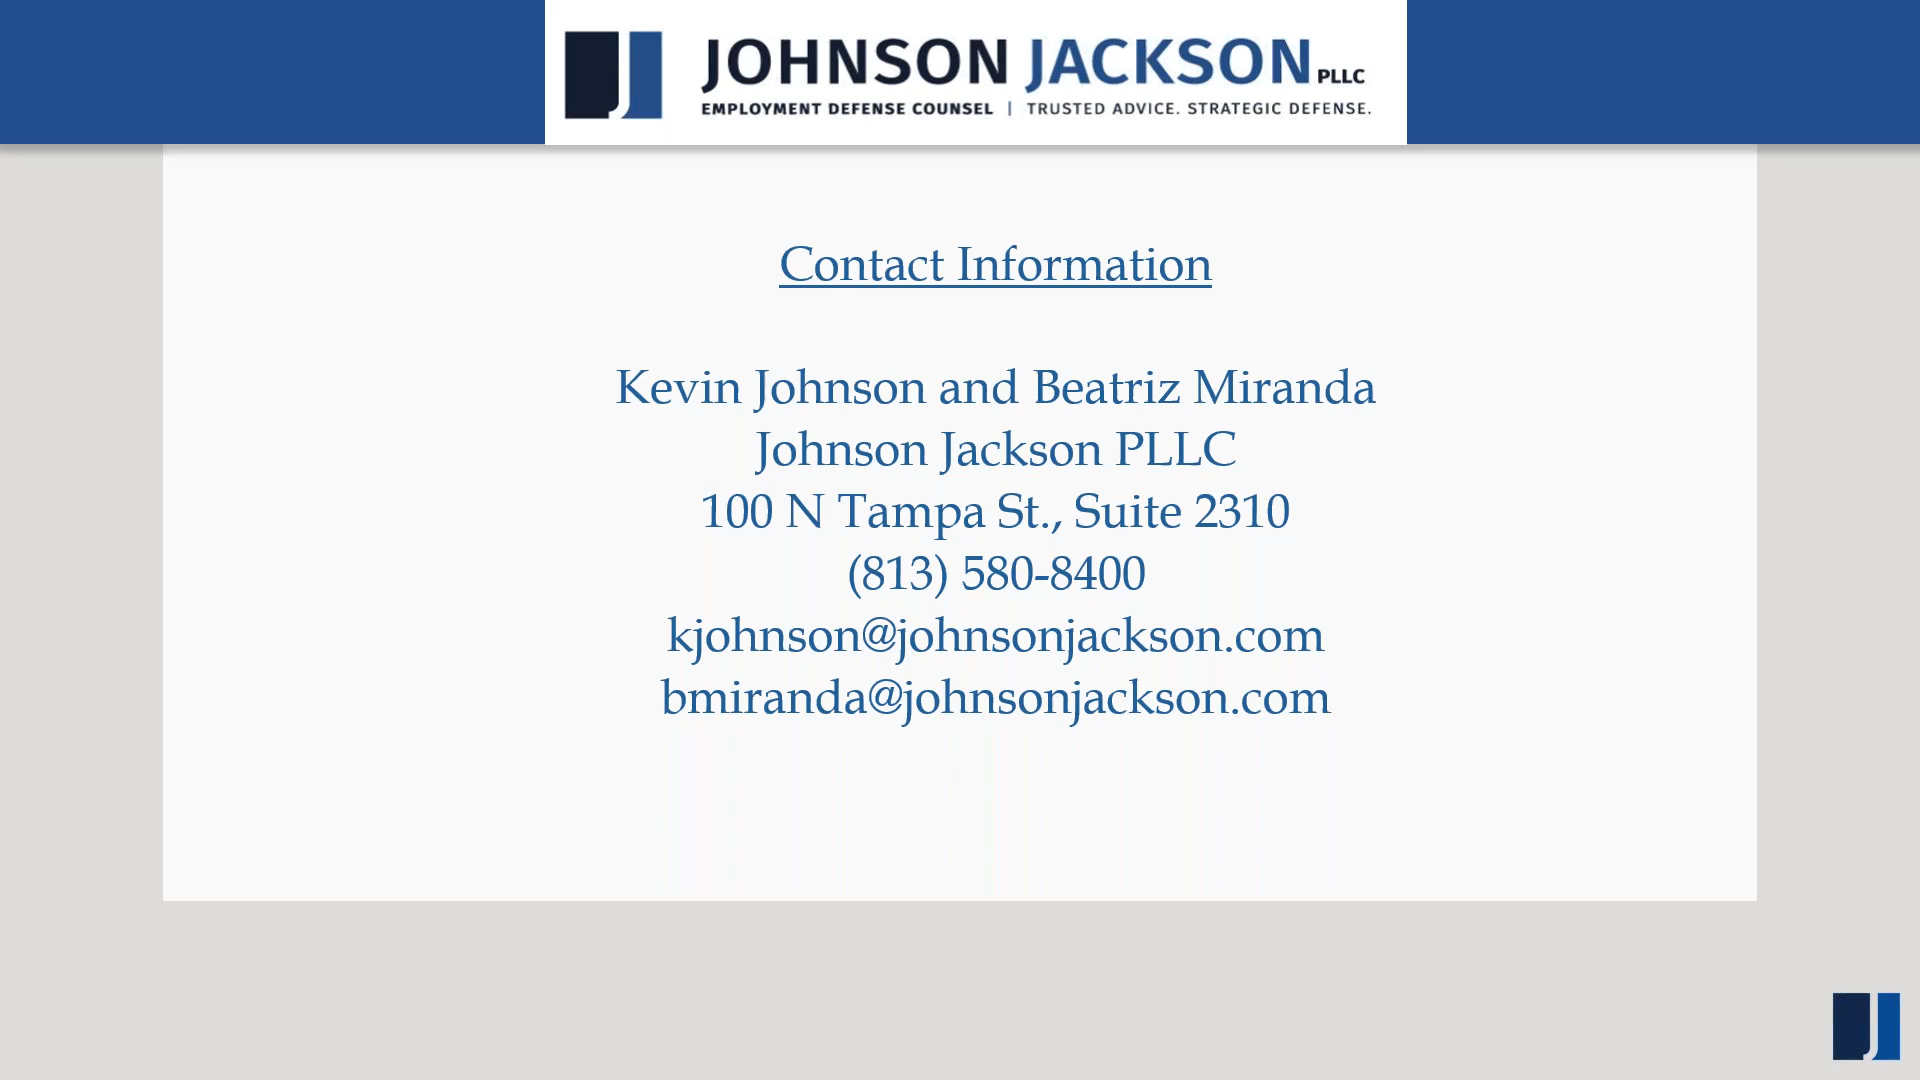 JOHNSON JACKSON PLLC
EMPLOYMENT DEFENSE COUNSEL | TRUSTED ADVICE. STRATEGIC DEFENSE.
Contact Information
Kevin Johnson and Beatriz Miranda
Johnson Jackson PLLC
100 N Tampa St., Suite 2310
(813) 580-8400
kjohnson@johnsonjackson.com
bmiranda@johnsonjackson.com